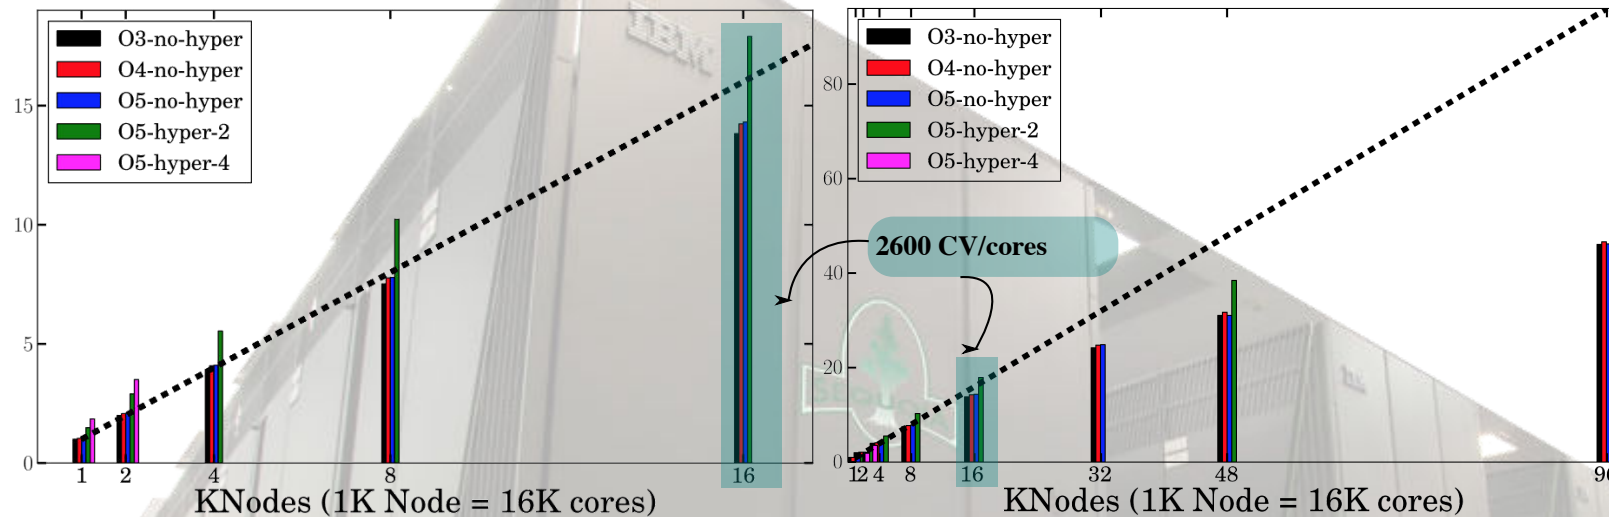 O3-no-hyper
O4-no-hyper
O5-no-hyper
O5-hyper-2
O5-hyper-4
15
10
5
0
1 2 4 8 16
KNodes (1K Node = 16K cores)
IBM
O3-no-hyper
O4-no-hyper
O5-no-hyper
O5-hyper-2
O5-hyper-4
80
60
40
20
0
2600 CV/cores
SEQUOIA
1 2 4 8 16 32 48
KNodes (1K Node = 16K cores)